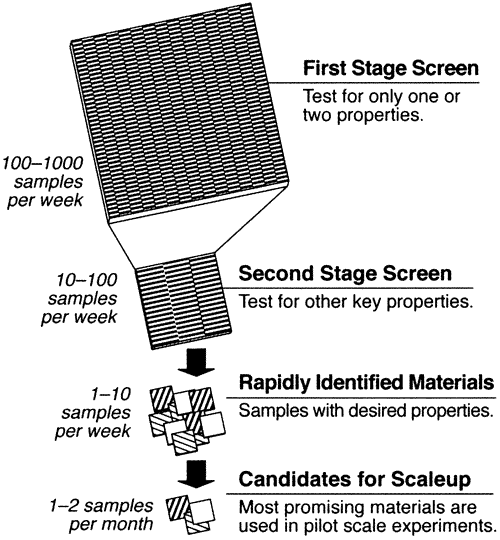 First Stage Screen
Test for only one or
two properties.
100–1000
samples
per week
Second Stage Screen
Test for other key properties.
10–100
samples
per week
Rapidly Identified Materials
Samples with desired properties.
1–10
samples
per week
Candidates for Scaleup
Most promising materials are
used in pilot scale experiments.
1–2 samples
per month